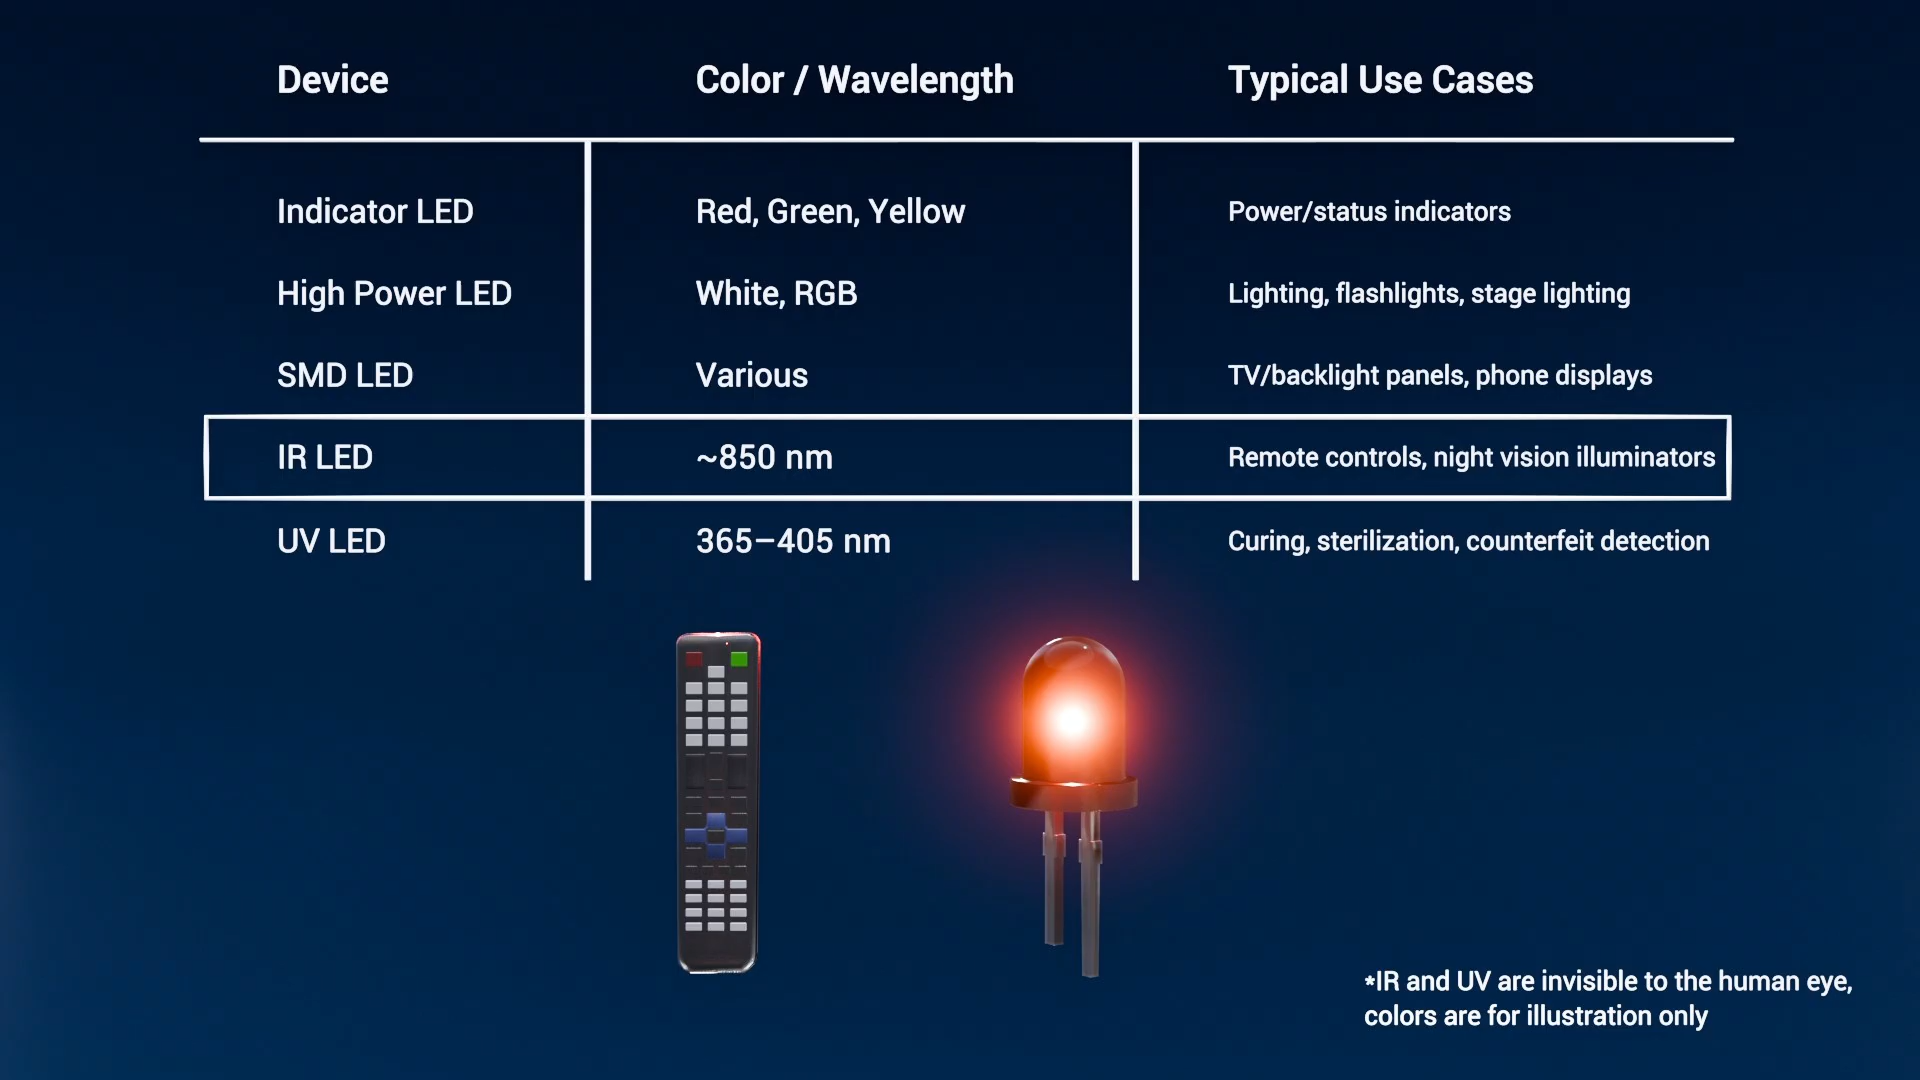 Device Color / Wavelength Typical Use Cases
Indicator LED Red, Green, Yellow Power/status indicators
High Power LED White, RGB Lighting, flashlights, stage lighting
SMD LED Various TV/backlight panels, phone displays
IR LED ~850 nm Remote controls, night vision illuminators
UV LED 365–405 nm Curing, sterilization, counterfeit detection
*IR and UV are invisible to the human eye,
colors are for illustration only